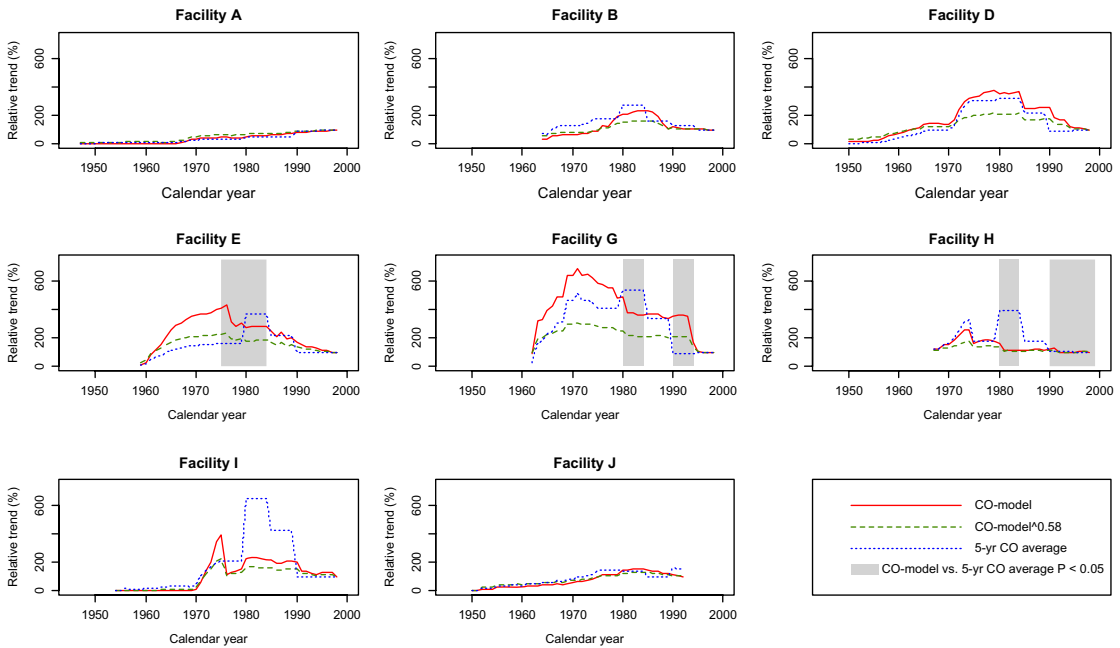 Facility A
Relative trend (%)
0 200 600
1950 1960 1970 1980 1990 2000
Calendar year
Facility B
Relative trend (%)
0 200 600
1950 1960 1970 1980 1990 2000
Calendar year
Facility D
Relative trend (%)
0 200 600
1950 1960 1970 1980 1990 2000
Calendar year
Facility E
Relative trend (%)
0 200 600
1950 1960 1970 1980 1990 2000
Calendar year
Facility G
Relative trend (%)
0 200 600
1950 1960 1970 1980 1990 2000
Calendar year
Facility H
Relative trend (%)
0 200 600
1950 1960 1970 1980 1990 2000
Calendar year
Facility I
Relative trend (%)
0 200 600
1950 1960 1970 1980 1990 2000
Calendar year
Facility J
Relative trend (%)
0 200 600
1950 1960 1970 1980 1990 2000
Calendar year
CO-model
CO-model^0.58
5-yr CO average
CO-model vs. 5-yr CO average P < 0.05